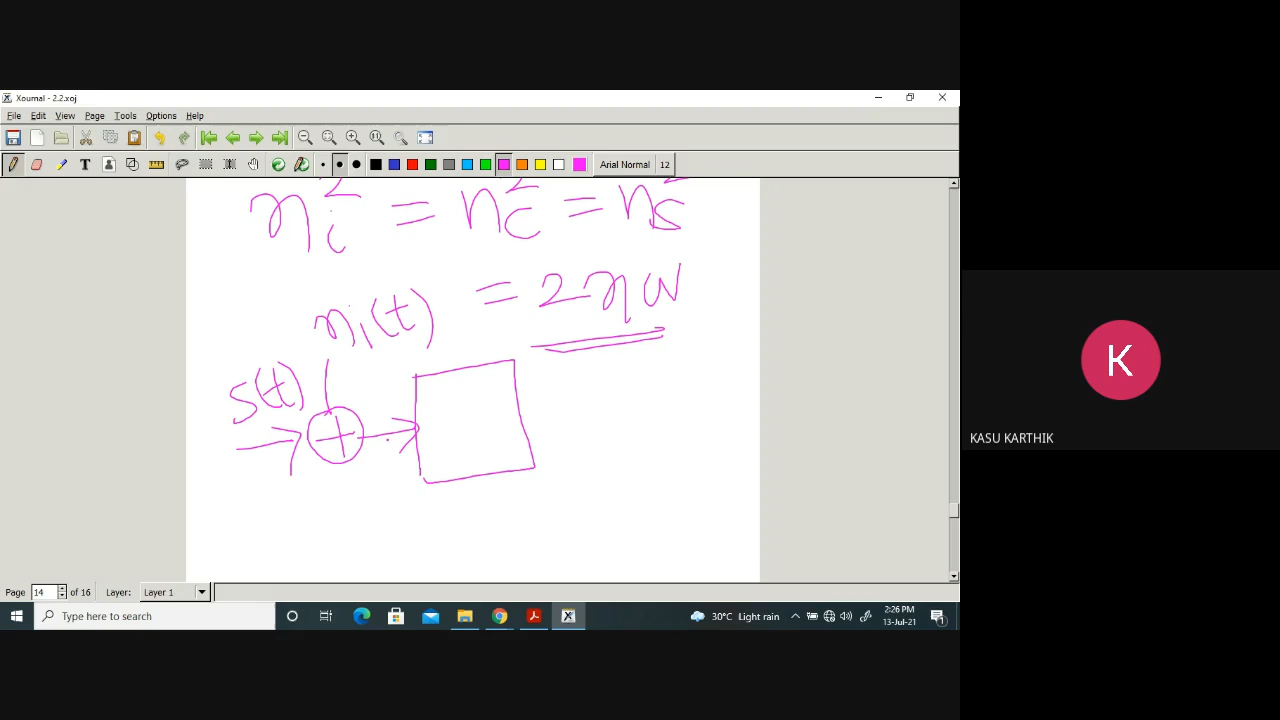 Xournal - 2.2.xoj
File Edit View Page Tools Options Help
Arial Normal 12
n_i^2 = n_c^2 = n_s^2
= 2ηW
n_i(t)
s(t)
+
K
KASU KARTHIK
Page 14 of 16 Layer: Layer 1
Type here to search
30°C Light rain
2:26 PM
13-Jul-21
1